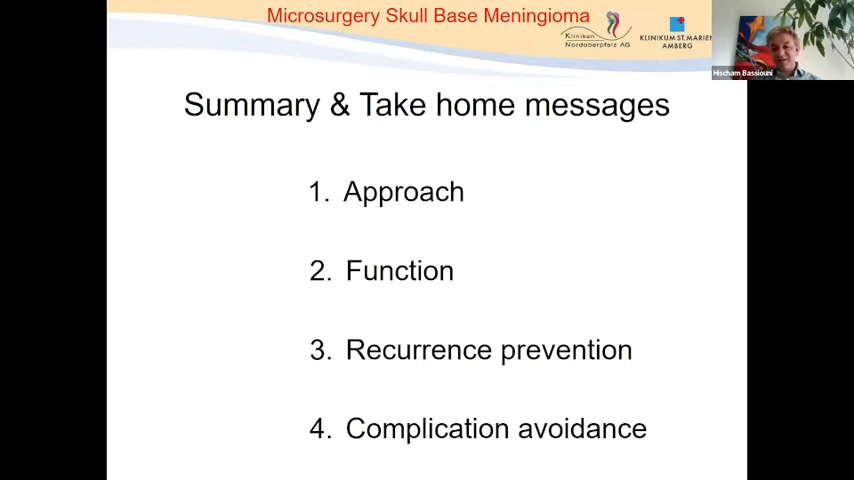 Microsurgery Skull Base Meningioma
Kliniken
Nordoberpfalz AG
KLINIKUM ST. MARIEN
AMBERG
Hischam Bassiouni
Summary & Take home messages
1. Approach
2. Function
3. Recurrence prevention
4. Complication avoidance